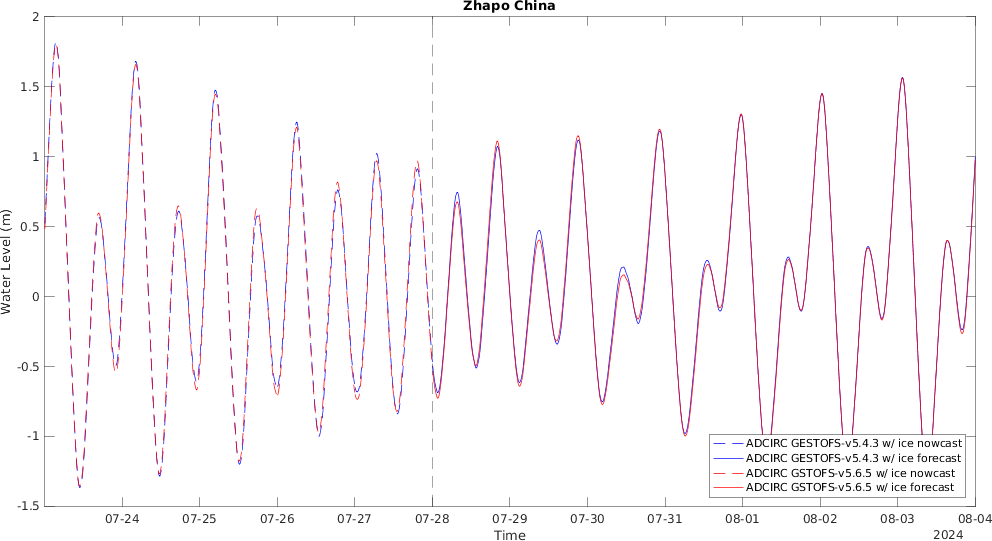 Zhapo China
Water Level (m)
2
1.5
1
0.5
0
-0.5
-1
-1.5
ADCIRC GESTOFS-v5.4.3 w/ ice nowcast
ADCIRC GESTOFS-v5.4.3 w/ ice forecast
ADCIRC GSTOFS-v5.6.5 w/ ice nowcast
ADCIRC GSTOFS-v5.6.5 w/ ice forecast
07-24 07-25 07-26 07-27 07-28 07-29 07-30 07-31 08-01 08-02 08-03 08-04
Time
2024